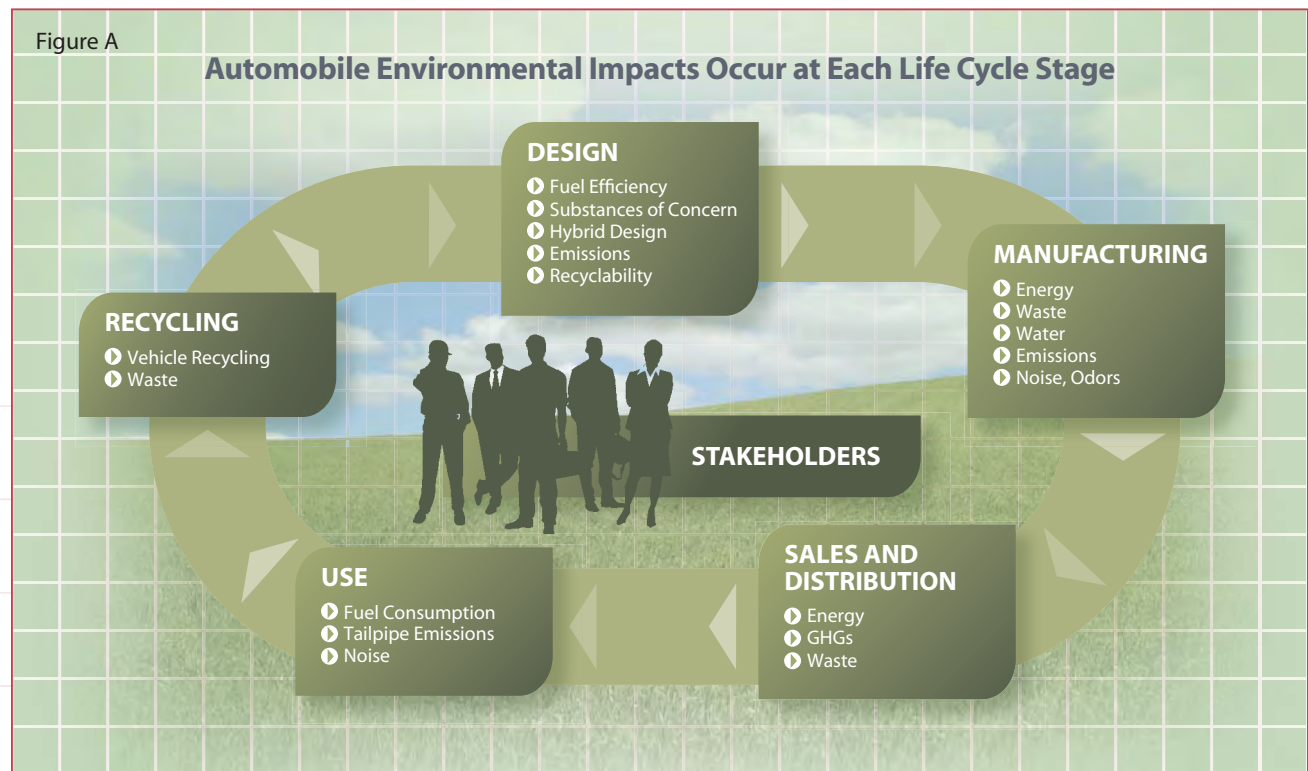 Figure A
Automobile Environmental Impacts Occur at Each Life Cycle Stage
DESIGN
Fuel Efficiency
Substances of Concern
Hybrid Design
Emissions
Recyclability
MANUFACTURING
Energy
Waste
Water
Emissions
Noise, Odors
SALES AND
DISTRIBUTION
Energy
GHGs
Waste
USE
Fuel Consumption
Tailpipe Emissions
Noise
RECYCLING
Vehicle Recycling
Waste
STAKEHOLDERS